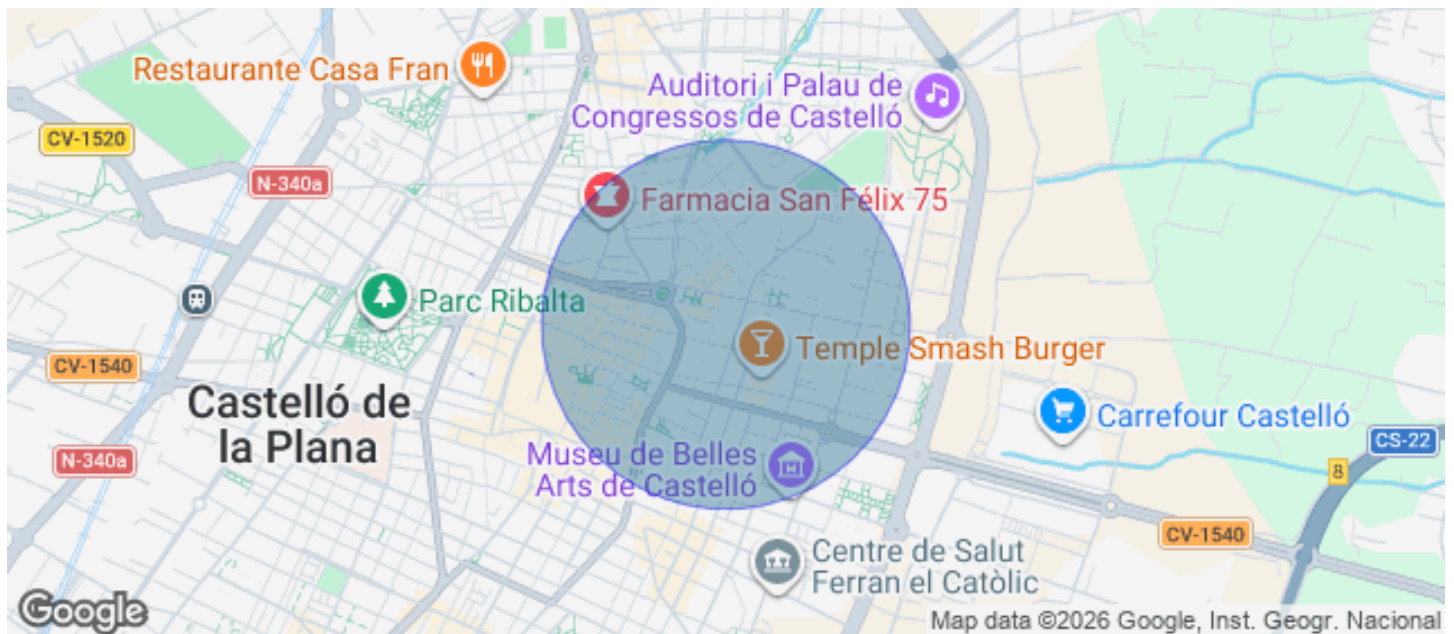 Restaurante Casa Fran
Auditori i Palau de
Congressos de Castelló
CV-1520
N-340a
Farmacia San Félix 75
Parc Ribalta
Temple Smash Burger
CV-1540
Castelló de
la Plana
Carrefour Castelló
CS-22
N-340a
Museu de Belles
Arts de Castelló
8
CV-1540
Centre de Salut
Ferran el Catòlic
Google
Map data ©2026 Google, Inst. Geogr. Nacional